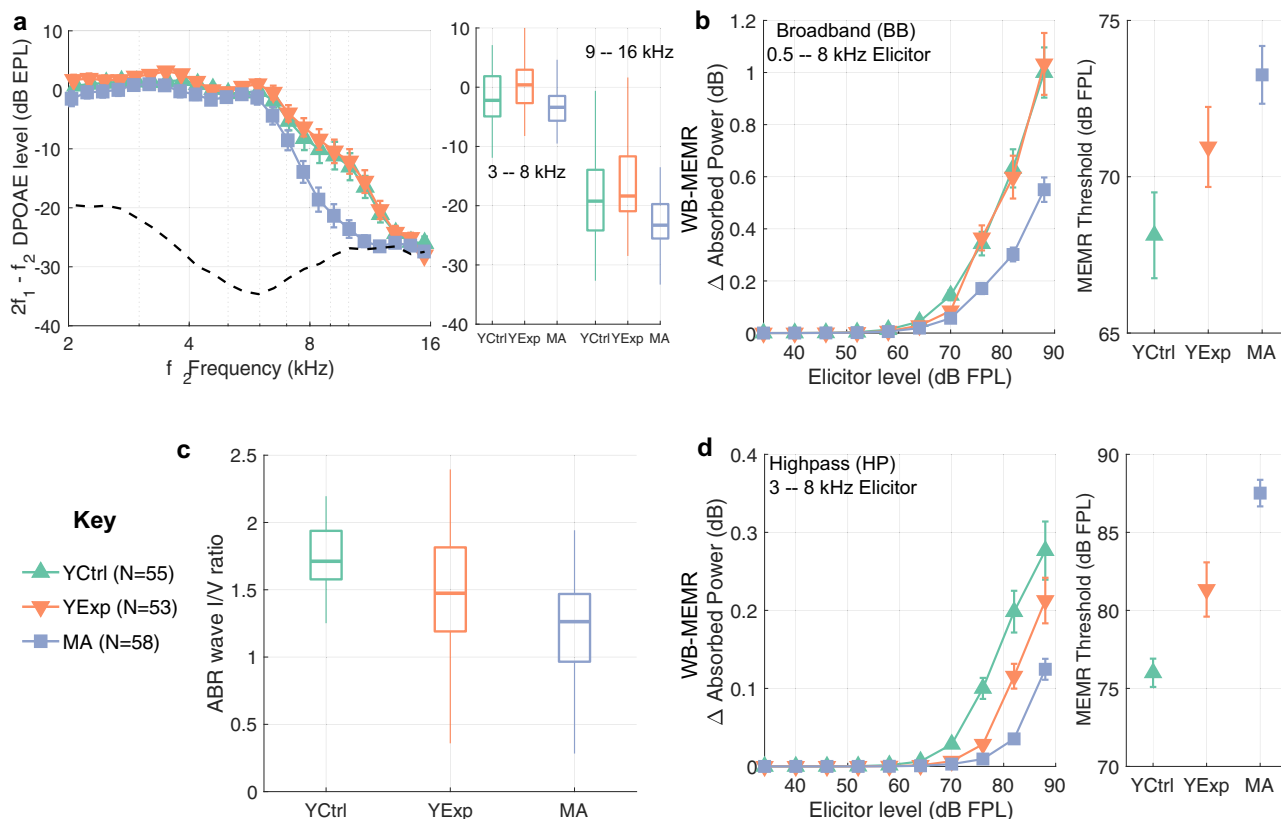 a
2f1 - f2 DPOAE level (dB EPL)
0
-10
-20
-30
-40
2
4
8
16
f 2Frequency (kHz)
10
0
-10
-20
-30
-40
9 -- 16 kHz
3 -- 8 kHz
YCtrl YExp MA YCtrl YExp MA
b
WB-MEMR
Δ Absorbed Power (dB)
1.2
1
0.8
0.6
0.4
0.2
0
Broadband (BB)
0.5 -- 8 kHz Elicitor
40 50 60 70 80 90
Elicitor level (dB FPL)
MEMR Threshold (dB FPL)
75
70
65
YCtrl YExp MA
Key
YCtrl (N=55)
YExp (N=53)
MA (N=58)
c
ABR wave I/V ratio
2.5
2
1.5
1
0.5
0
YCtrl YExp MA
d
WB-MEMR
Δ Absorbed Power (dB)
0.4
0.3
0.2
0.1
0
Highpass (HP)
3 -- 8 kHz Elicitor
40 50 60 70 80 90
Elicitor level (dB FPL)
MEMR Threshold (dB FPL)
90
85
80
75
70
YCtrl YExp MA